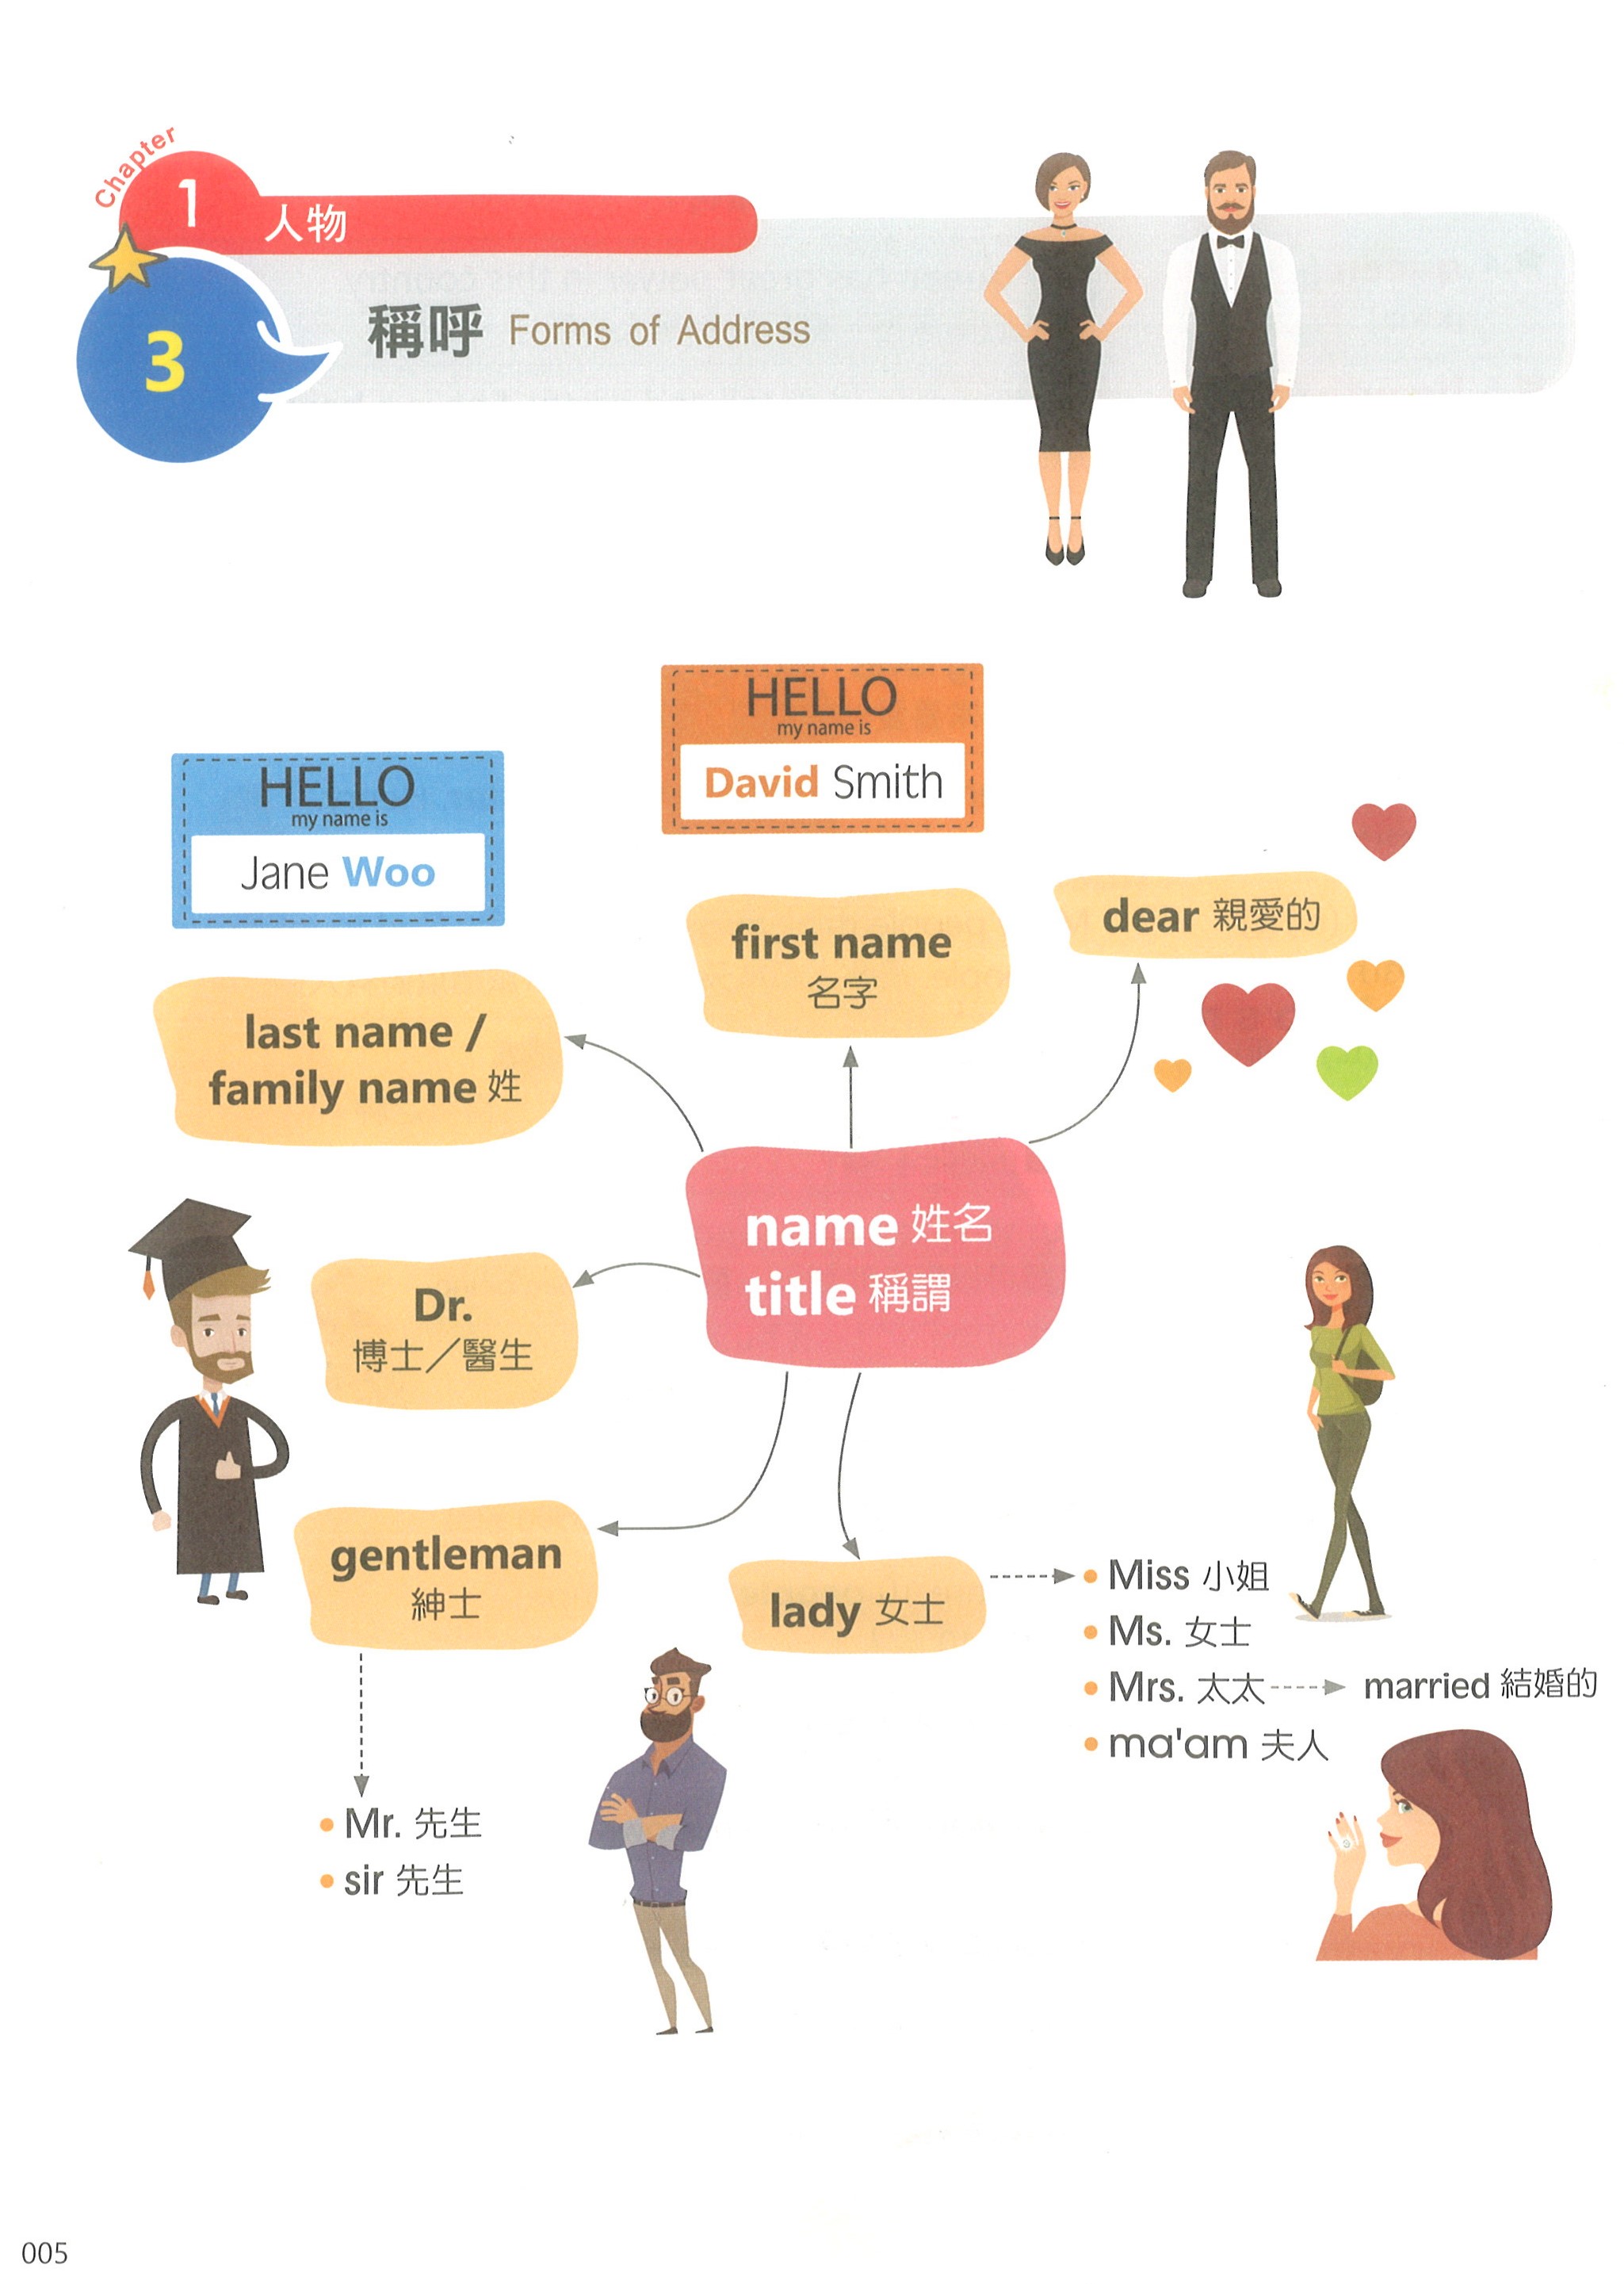 Chapter
1 人物
3 稱呼 Forms of Address
HELLO
my name is
David Smith
HELLO
my name is
Jane Woo
dear 親愛的
first name
名字
last name /
family name 姓
name 姓名
title 稱謂
Dr.
博士／醫生
gentleman
紳士
lady 女士
• Miss 小姐
• Ms. 女士
• Mrs. 太太 married 結婚的
• ma'am 夫人
• Mr. 先生
• sir 先生
005